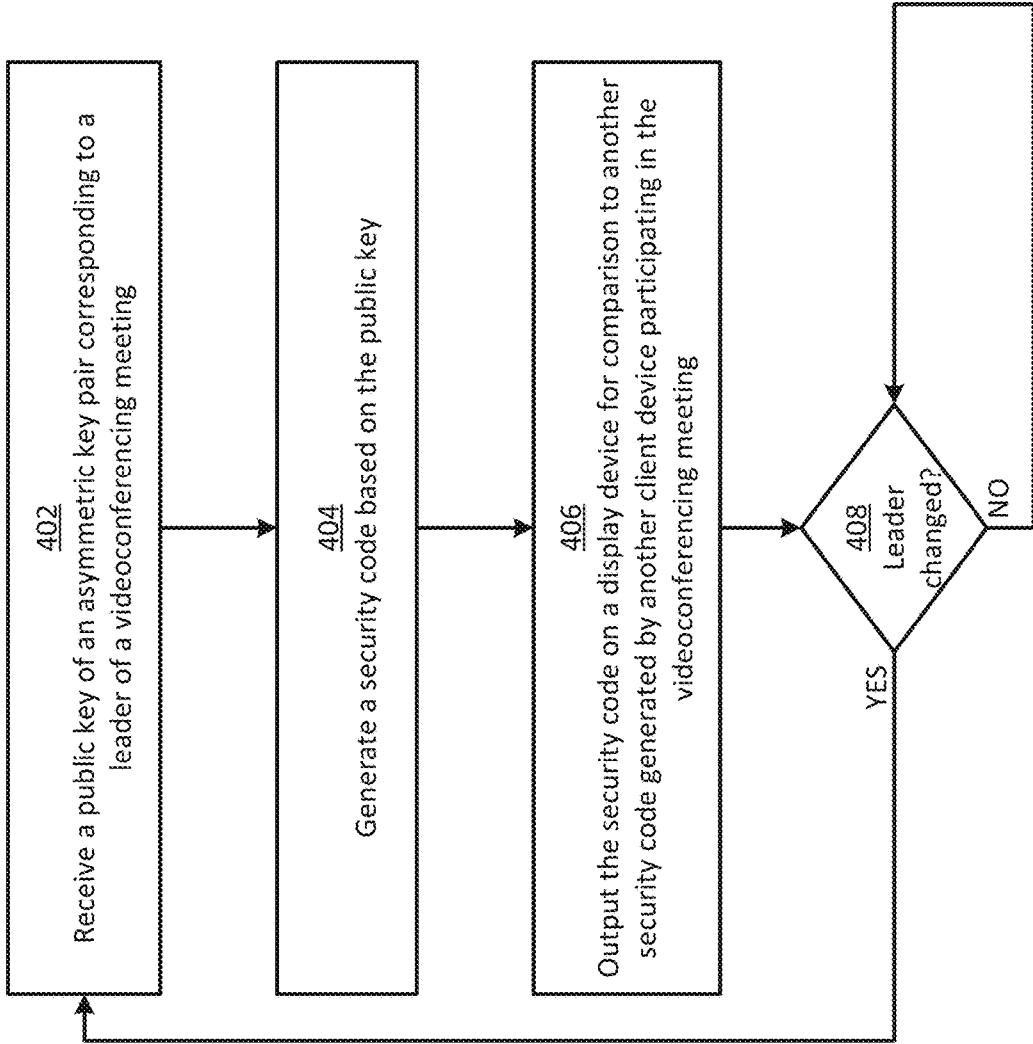 402
Receive a public key of an asymmetric key pair corresponding to a
leader of a videoconferencing meeting
404
Generate a security code based on the public key
406
Output the security code on a display device for comparison to another
security code generated by another client device participating in the
videoconferencing meeting
408
Leader
changed?
YES
NO